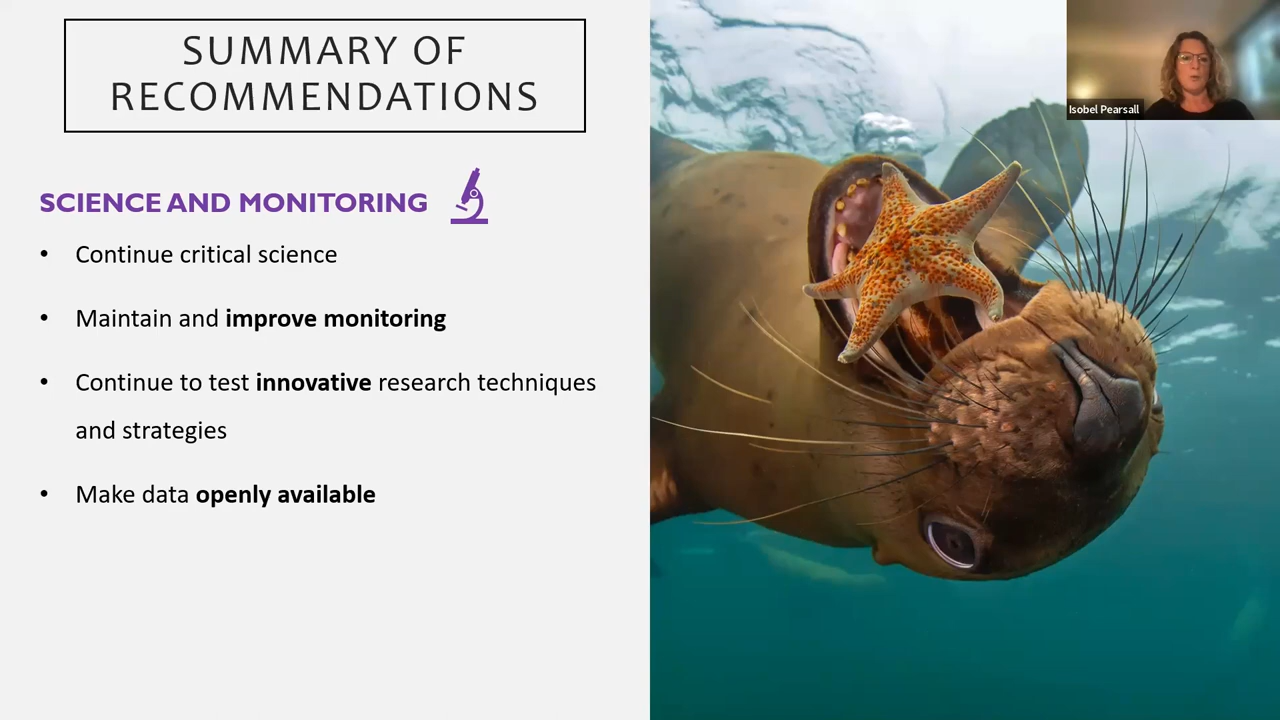 SUMMARY OF
RECOMMENDATIONS
Isobel Pearsall
SCIENCE AND MONITORING
• Continue critical science
• Maintain and improve monitoring
• Continue to test innovative research techniques
and strategies
• Make data openly available